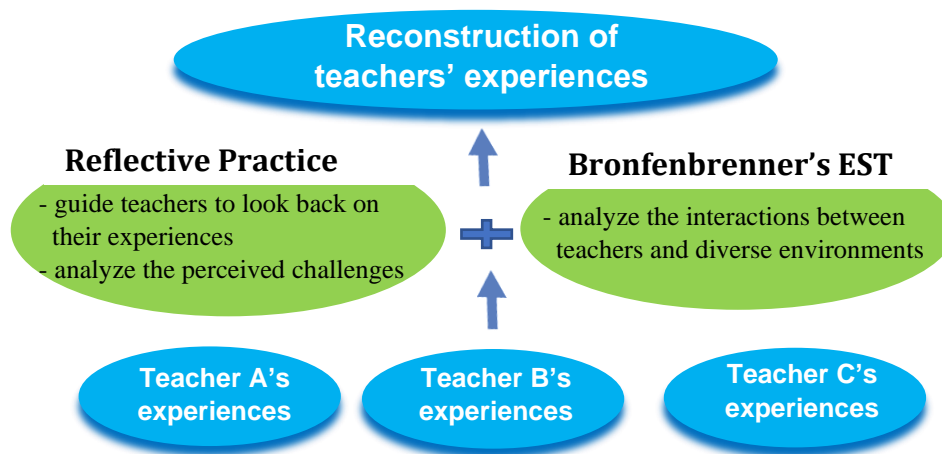 Reconstruction of
teachers’ experiences
Reflective Practice
- guide teachers to look back on
their experiences
- analyze the perceived challenges
Bronfenbrenner’s EST
- analyze the interactions between
teachers and diverse environments
Teacher A’s
experiences
Teacher B’s
experiences
Teacher C’s
experiences